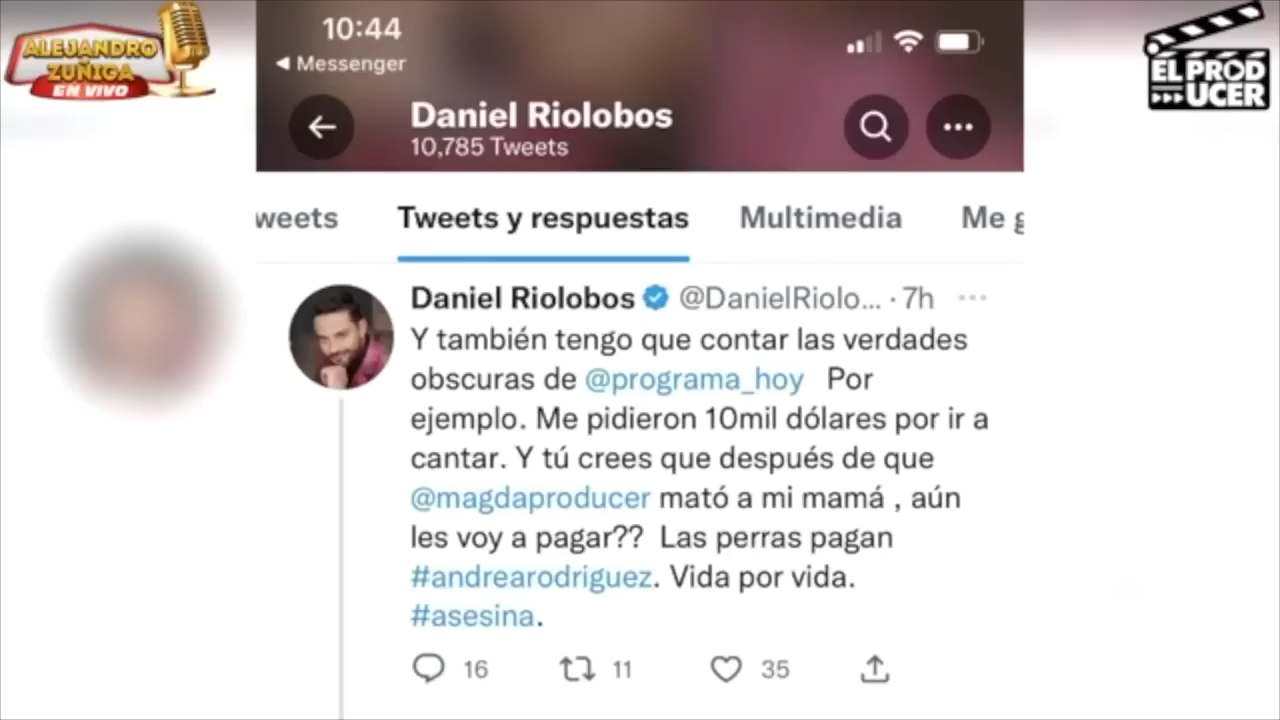 ALEJANDRO
ZUÑIGA
EN VIVO
10:44
Messenger
Daniel Riolobos
10,785 Tweets
EL PROD
UCER
weets Tweets y respuestas Multimedia Me g
Daniel Riolobos @DanielRiolo... · 7h
Y también tengo que contar las verdades
obscuras de @programa_hoy Por
ejemplo. Me pidieron 10mil dólares por ir a
cantar. Y tú crees que después de que
@magdaproducer mató a mi mamá , aún
les voy a pagar?? Las perras pagan
#andrearodriguez. Vida por vida.
#asesina.
16 11 35